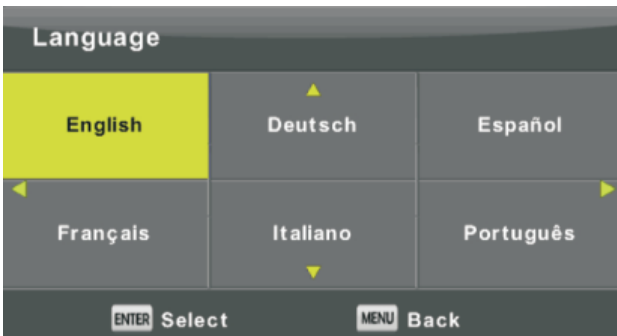 Language
English Deutsch Español
Français Italiano Português
ENTER Select MENU Back